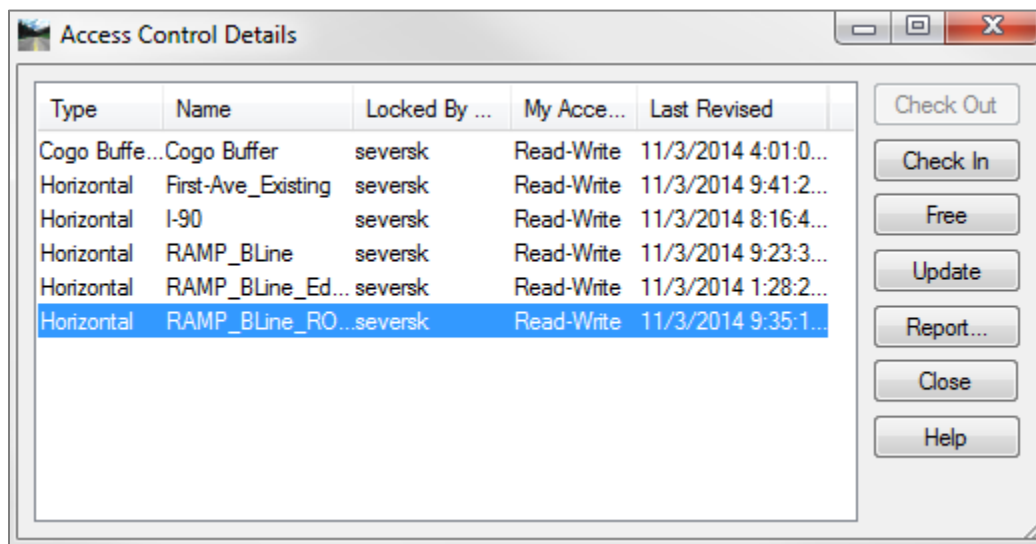 Access Control Details
Type Name Locked By ... My Acce... Last Revised
Cogo Buffe... Cogo Buffer seversk Read-Write 11/3/2014 4:01:0...
Horizontal First-Ave_Existing seversk Read-Write 11/3/2014 9:41:2...
Horizontal I-90 seversk Read-Write 11/3/2014 8:16:4...
Horizontal RAMP_BLine seversk Read-Write 11/3/2014 9:23:3...
Horizontal RAMP_BLine_Ed... seversk Read-Write 11/3/2014 1:28:2...
Horizontal RAMP_BLine_RO... seversk Read-Write 11/3/2014 9:35:1...
Check Out
Check In
Free
Update
Report...
Close
Help